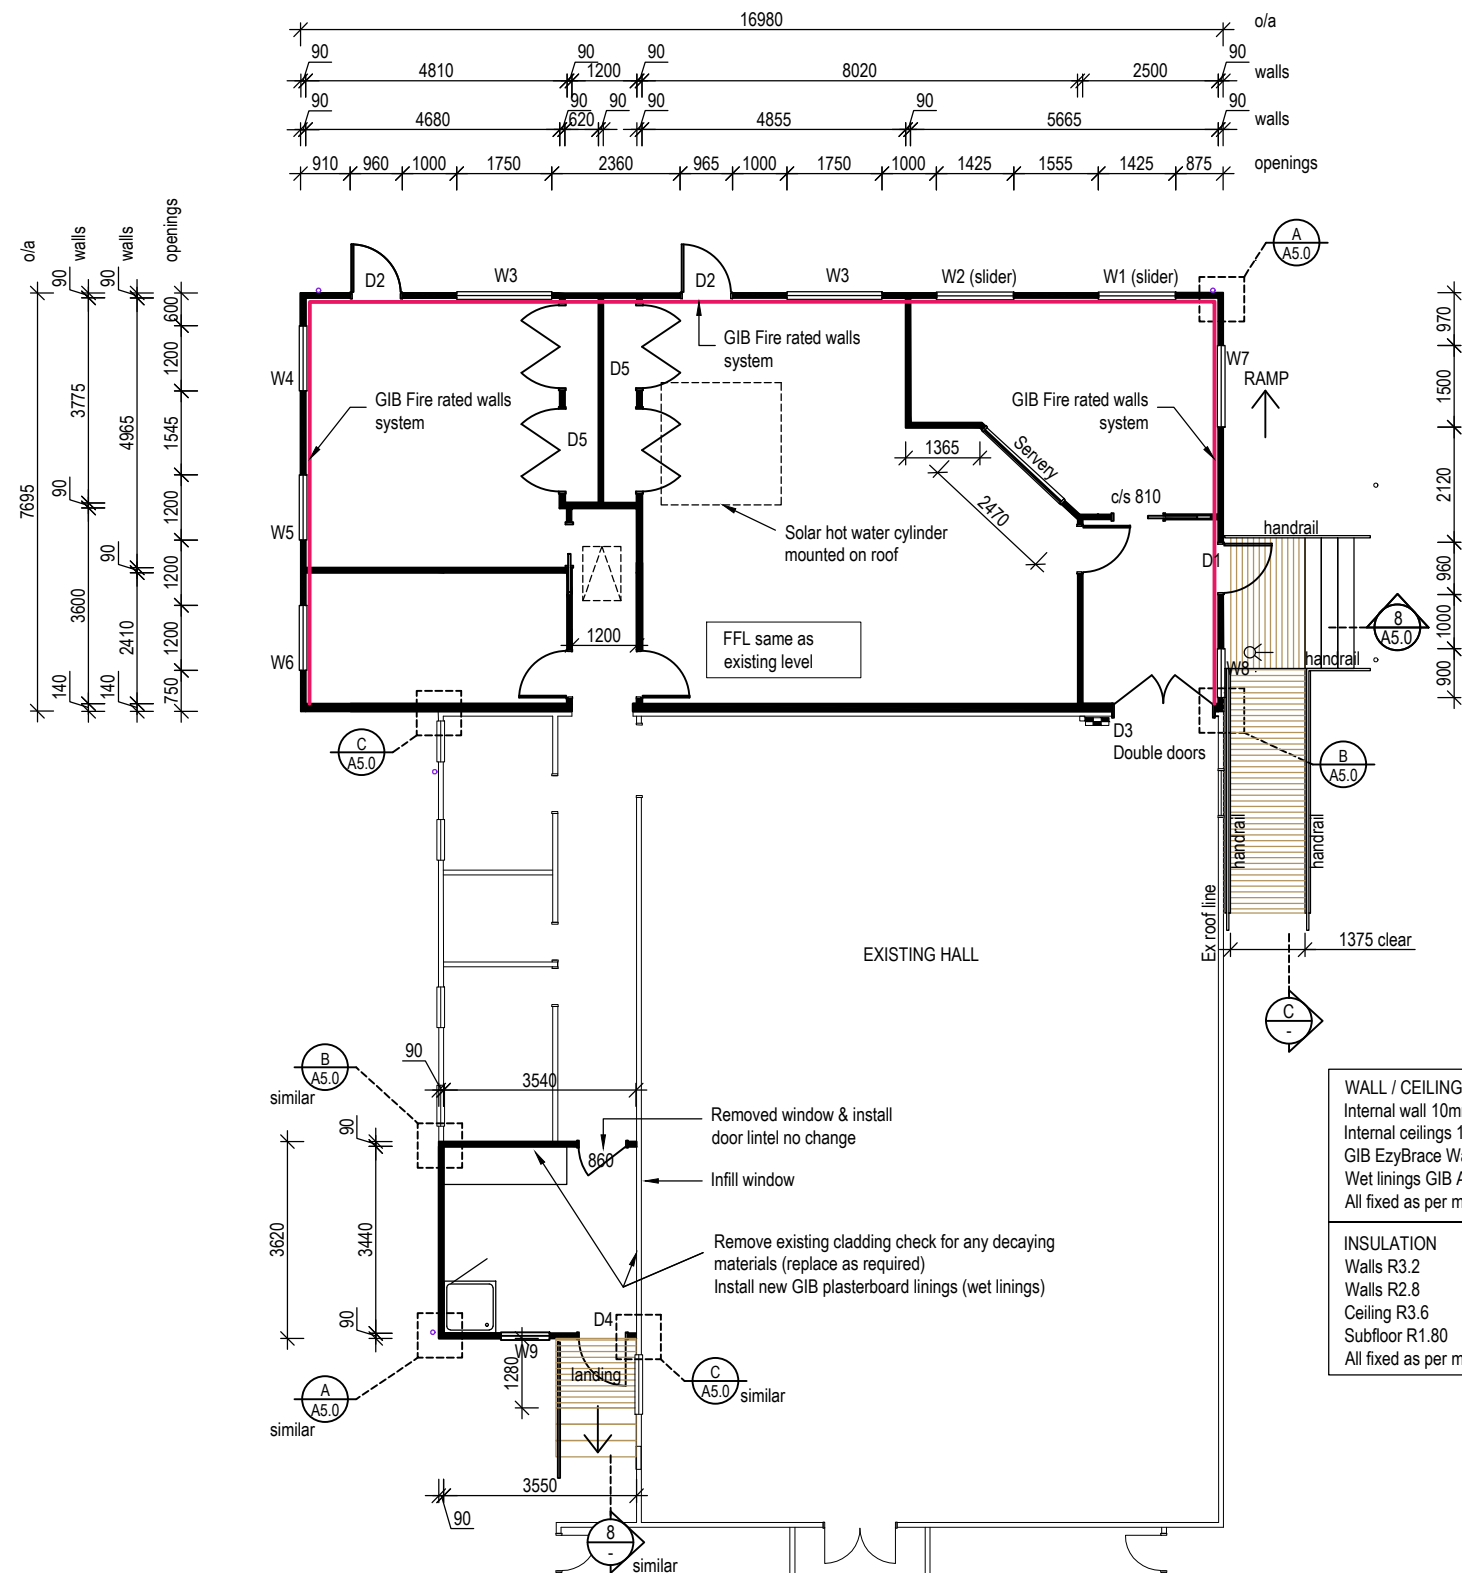 16980 o/a
90 90 90 90
4810 1200 8020 2500 walls
90 90 90 90 90 90
4680 620 4855 5665 walls
910 960 1000 1750 2360 965 1000 1750 1000 1425 1555 1425 875 openings
o/a
walls
walls
openings
7695
90 3775 90 3600 140
90 4965 90 2410 140
600 1200 1545 1200 1200 1200 750
970 1500 2120 960 1000 900
A
A5.0
D2 W3 D2 W3 W2 (slider) W1 (slider)
GIB Fire rated walls
system
W4
D5
W7
RAMP
GIB Fire rated walls
system
GIB Fire rated walls
system
D5
1365
Servery
2470
c/s 810
W5
Solar hot water cylinder
mounted on roof
handrail
D1
8
A5.0
1200
FFL same as
existing level
W6
W8
handrail
C
A5.0
D3
Double doors
B
A5.0
handrail
handrail
Ex roof line
EXISTING HALL
1375 clear
C
-
90
3540
B
A5.0
similar
90
860
Removed window & install
door lintel no change
Infill window
3620
3440
Remove existing cladding check for any decaying
materials (replace as required)
Install new GIB plasterboard linings (wet linings)
90
D4
W9
1280
landing
A
A5.0
similar
C
A5.0
similar
3550
90
8
-
similar
WALL / CEILING
Internal wall 10m
Internal ceilings 1
GIB EzyBrace Wa
Wet linings GIB A
All fixed as per m
INSULATION
Walls R3.2
Walls R2.8
Ceiling R3.6
Subfloor R1.80
All fixed as per m